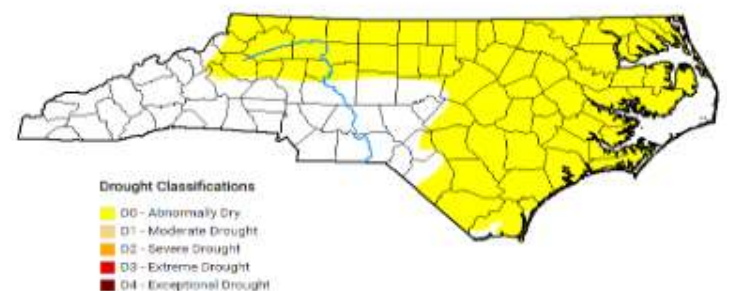 Drought Classifications
D0 - Abnormally Dry
D1 - Moderate Drought
D2 - Severe Drought
D3 - Extreme Drought
D4 - Exceptional Drought